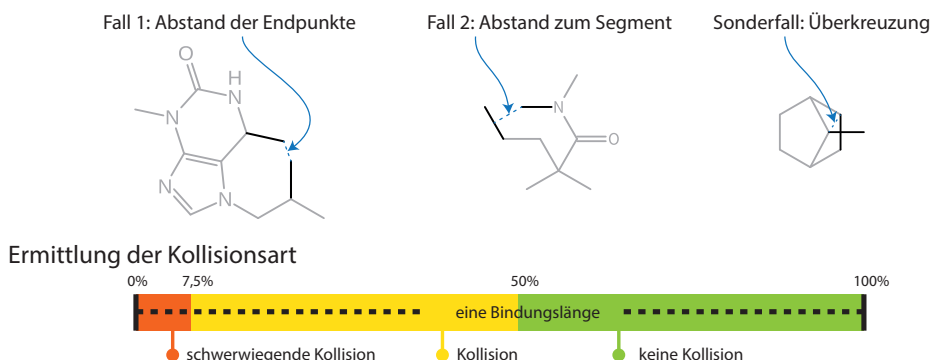 Fall 1: Abstand der Endpunkte
Fall 2: Abstand zum Segment
Sonderfall: Überkreuzung
O
H
N
N
N
N
N
O
Ermittlung der Kollisionsart
0% 7,5% 50% 100%
eine Bindungslänge
schwerwiegende Kollision Kollision keine Kollision